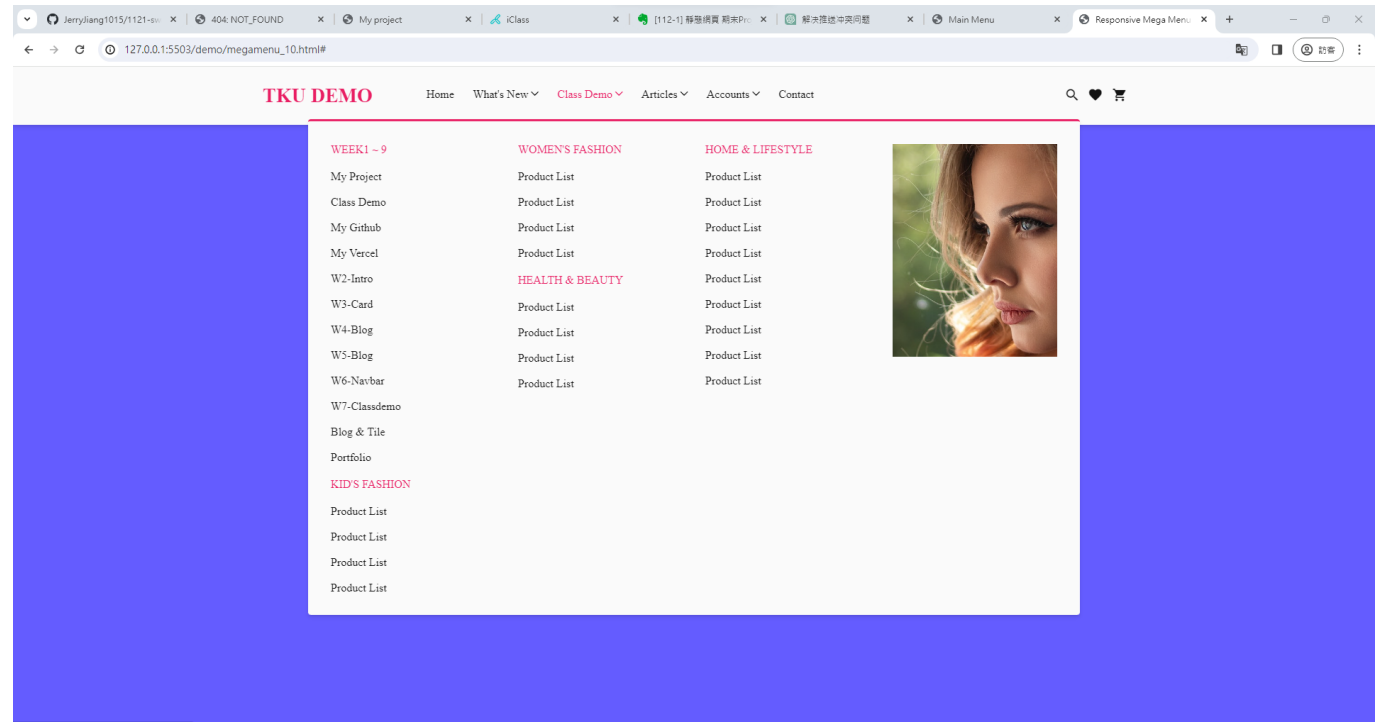 JerryJiang1015/1121-sw
404: NOT_FOUND
My project
iClass
[112-1] 靜態網頁 期末Pro
解决推送冲突问题
Main Menu
Responsive Mega Menu
127.0.0.1:5503/demo/megamenu_10.html#
訪客
TKU DEMO
Home
What's New
Class Demo
Articles
Accounts
Contact
WEEK1 ~ 9
My Project
Class Demo
My Github
My Vercel
W2-Intro
W3-Card
W4-Blog
W5-Blog
W6-Navbar
W7-Classdemo
Blog & Tile
Portfolio
KID'S FASHION
Product List
Product List
Product List
Product List
WOMEN'S FASHION
Product List
Product List
Product List
Product List
HEALTH & BEAUTY
Product List
Product List
Product List
Product List
HOME & LIFESTYLE
Product List
Product List
Product List
Product List
Product List
Product List
Product List
Product List
Product List